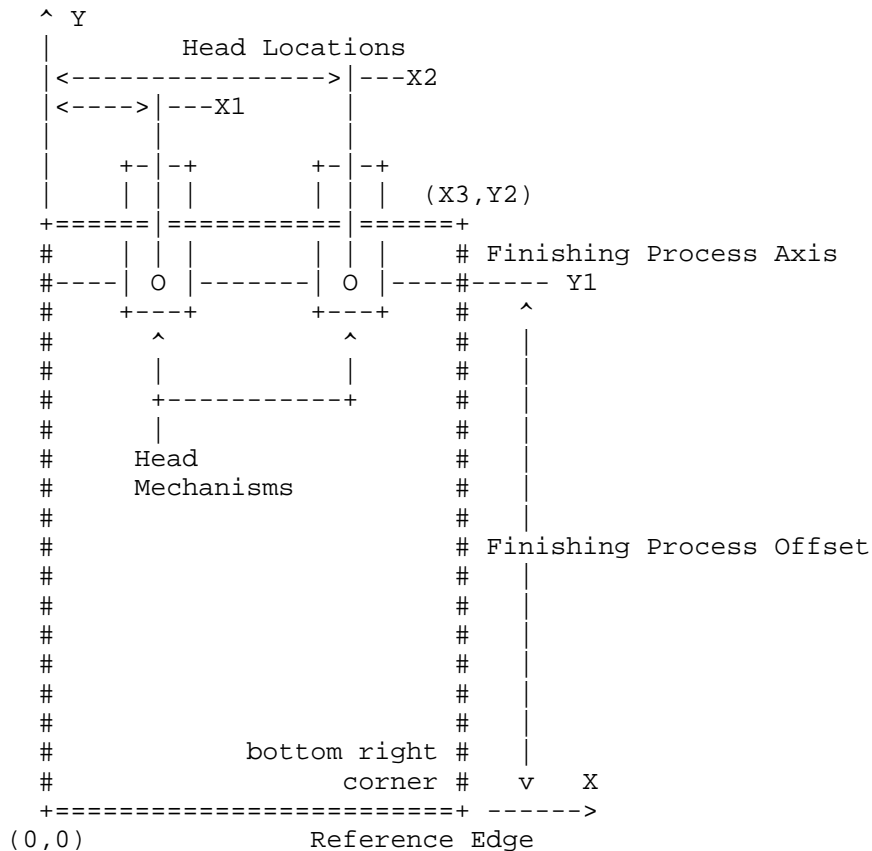 ^ Y
|         Head Locations
|<----------------->|---X2
|<---->|---X1       |
|      |            |
|    +-|-+        +-|-+
|    | | |        | | |  (X3,Y2)
+======|===========|======+
#    | | |       | | |    # Finishing Process Axis
#----| O |-------| O |----#----- Y1
#    +---+       +---+    #   ^
#      ^           ^      #   |
#      |           |      #   |
#      +-----------+      #   |
#      |                  #   |
#     Head                #   |
#     Mechanisms          #   |
#                         #   |
#                         # Finishing Process Offset
#                         #   |
#                         #   |
#                         #   |
#                         #   |
#                         #   |
#                         #   |
#            bottom right #   |
#                  corner #   v   X
+=========================+ ------>
(0,0)              Reference Edge